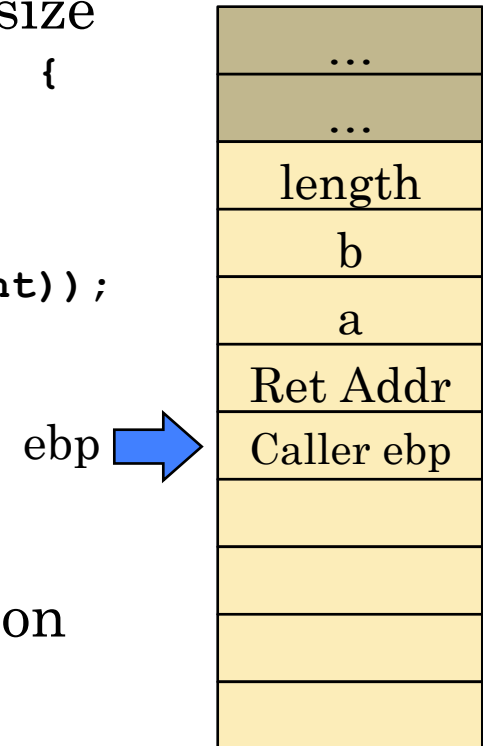 size
{
nt));
on
...
...
length
b
a
Ret Addr
ebp
Caller ebp